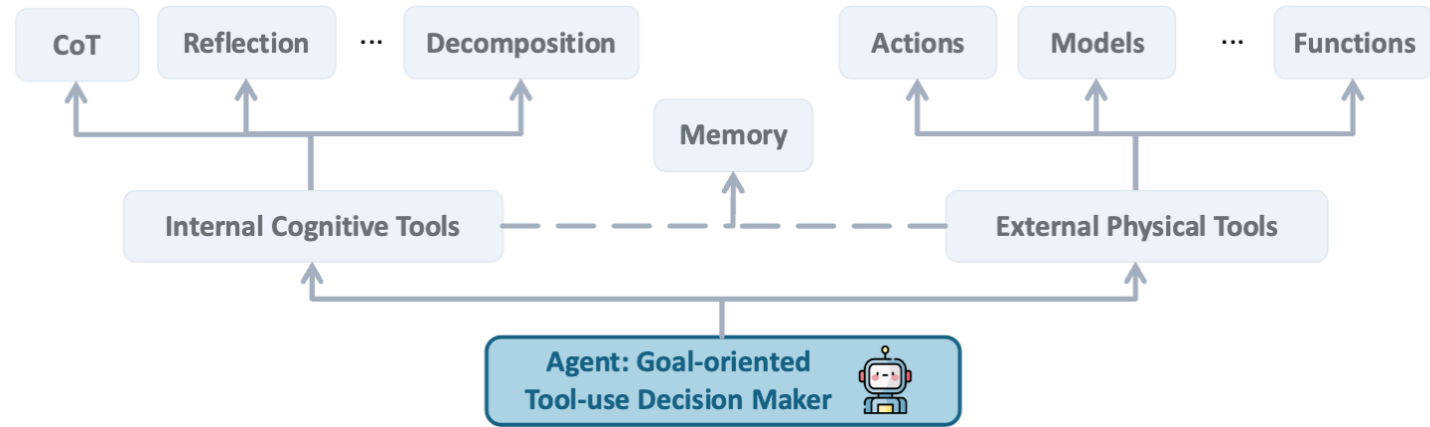 CoT
Reflection
...
Decomposition
Actions
Models
...
Functions
Memory
Internal Cognitive Tools
External Physical Tools
Agent: Goal-oriented
Tool-use Decision Maker